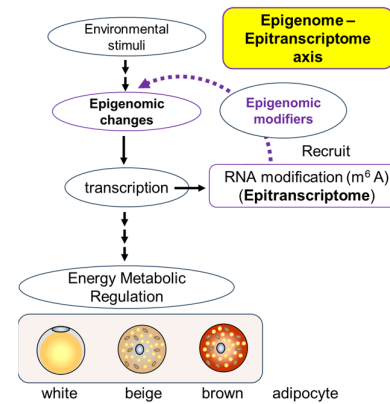 Environmental
stimuli
Epigenome –
Epitranscriptome
axis
Epigenomic
changes
Epigenomic
modifiers
Recruit
transcription
RNA modification (m⁶ A)
(Epitranscriptome)
Energy Metabolic
Regulation
white beige brown adipocyte